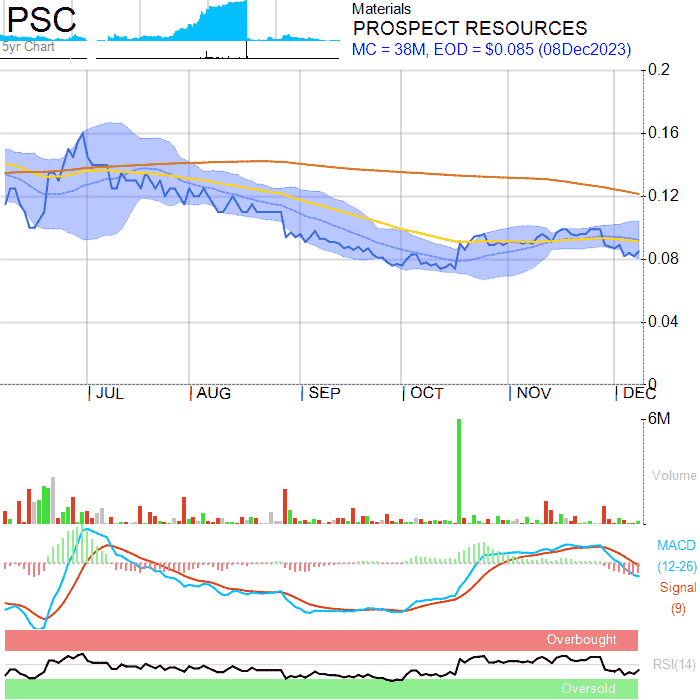 PSC
5yr Chart
Materials
PROSPECT RESOURCES
MC = 38M, EOD = $0.085 (08Dec2023)
0.2
0.16
0.12
0.08
0.04
0
JUL
AUG
SEP
OCT
NOV
DEC
6M
Volume
MACD
(12-26)
Signal
(9)
Overbought
RSI(14)
Oversold